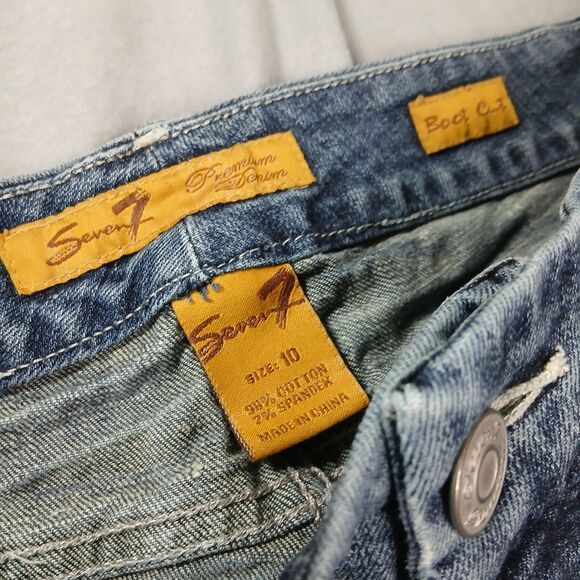 Seven7
Premium
Denim
Boot Cut
Seven7
SIZE: 10
98% COTTON
2% SPANDEX
MADE IN CHINA